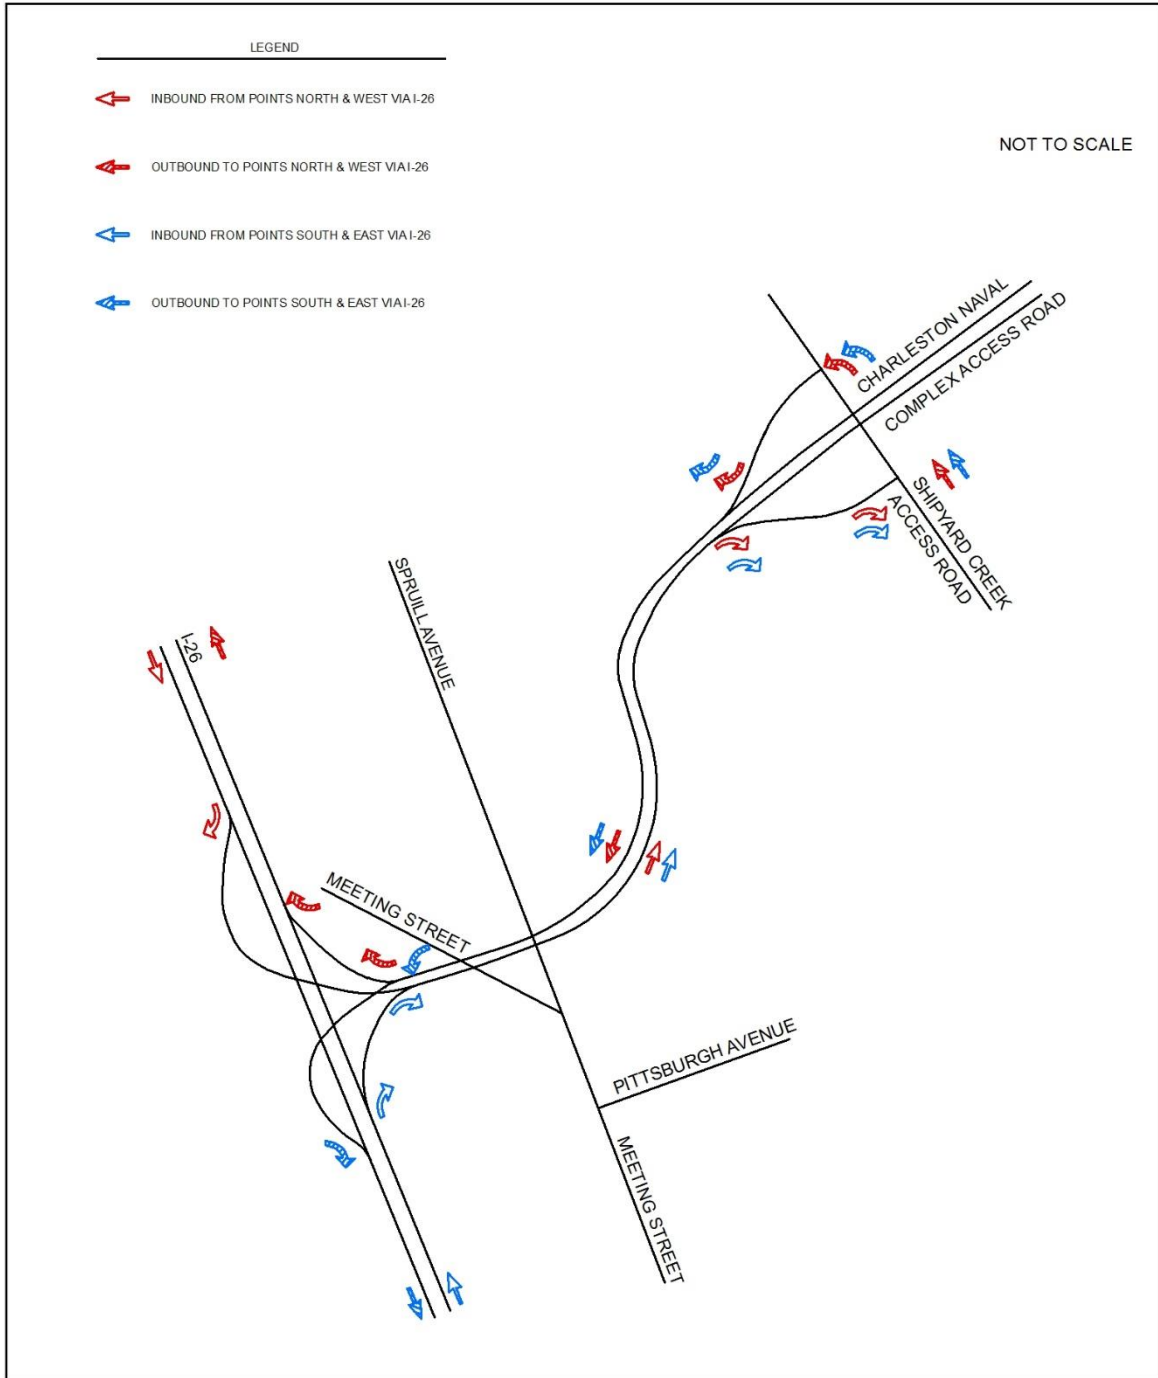 LEGEND
INBOUND FROM POINTS NORTH & WEST VIA I-26
NOT TO SCALE
OUTBOUND TO POINTS NORTH & WEST VIA I-26
INBOUND FROM POINTS SOUTH & EAST VIA I-26
OUTBOUND TO POINTS SOUTH & EAST VIA I-26
CHARLESTON NAVAL
COMPLEX ACCESS ROAD
SHIPYARD CREEK
ACCESS ROAD
SPRUILL AVENUE
I-26
MEETING STREET
PITTSBURGH AVENUE
MEETING STREET